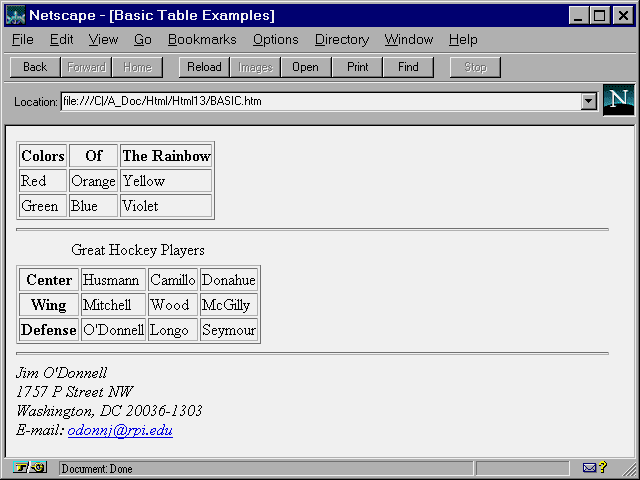 Netscape - [Basic Table Examples]
File Edit View Go Bookmarks Options Directory Window Help
Back Forward Home Reload Images Open Print Find Stop
Location: file:///C|/A_Doc/Html/Html13/BASIC.htm
N
Colors Of The Rainbow
Red Orange Yellow
Green Blue Violet
Great Hockey Players
Center Husmann Camillo Donahue
Wing Mitchell Wood McGilly
Defense O'Donnell Longo Seymour
Jim O'Donnell
1757 P Street NW
Washington, DC 20036-1303
E-mail: odonnj@rpi.edu
Document: Done
?